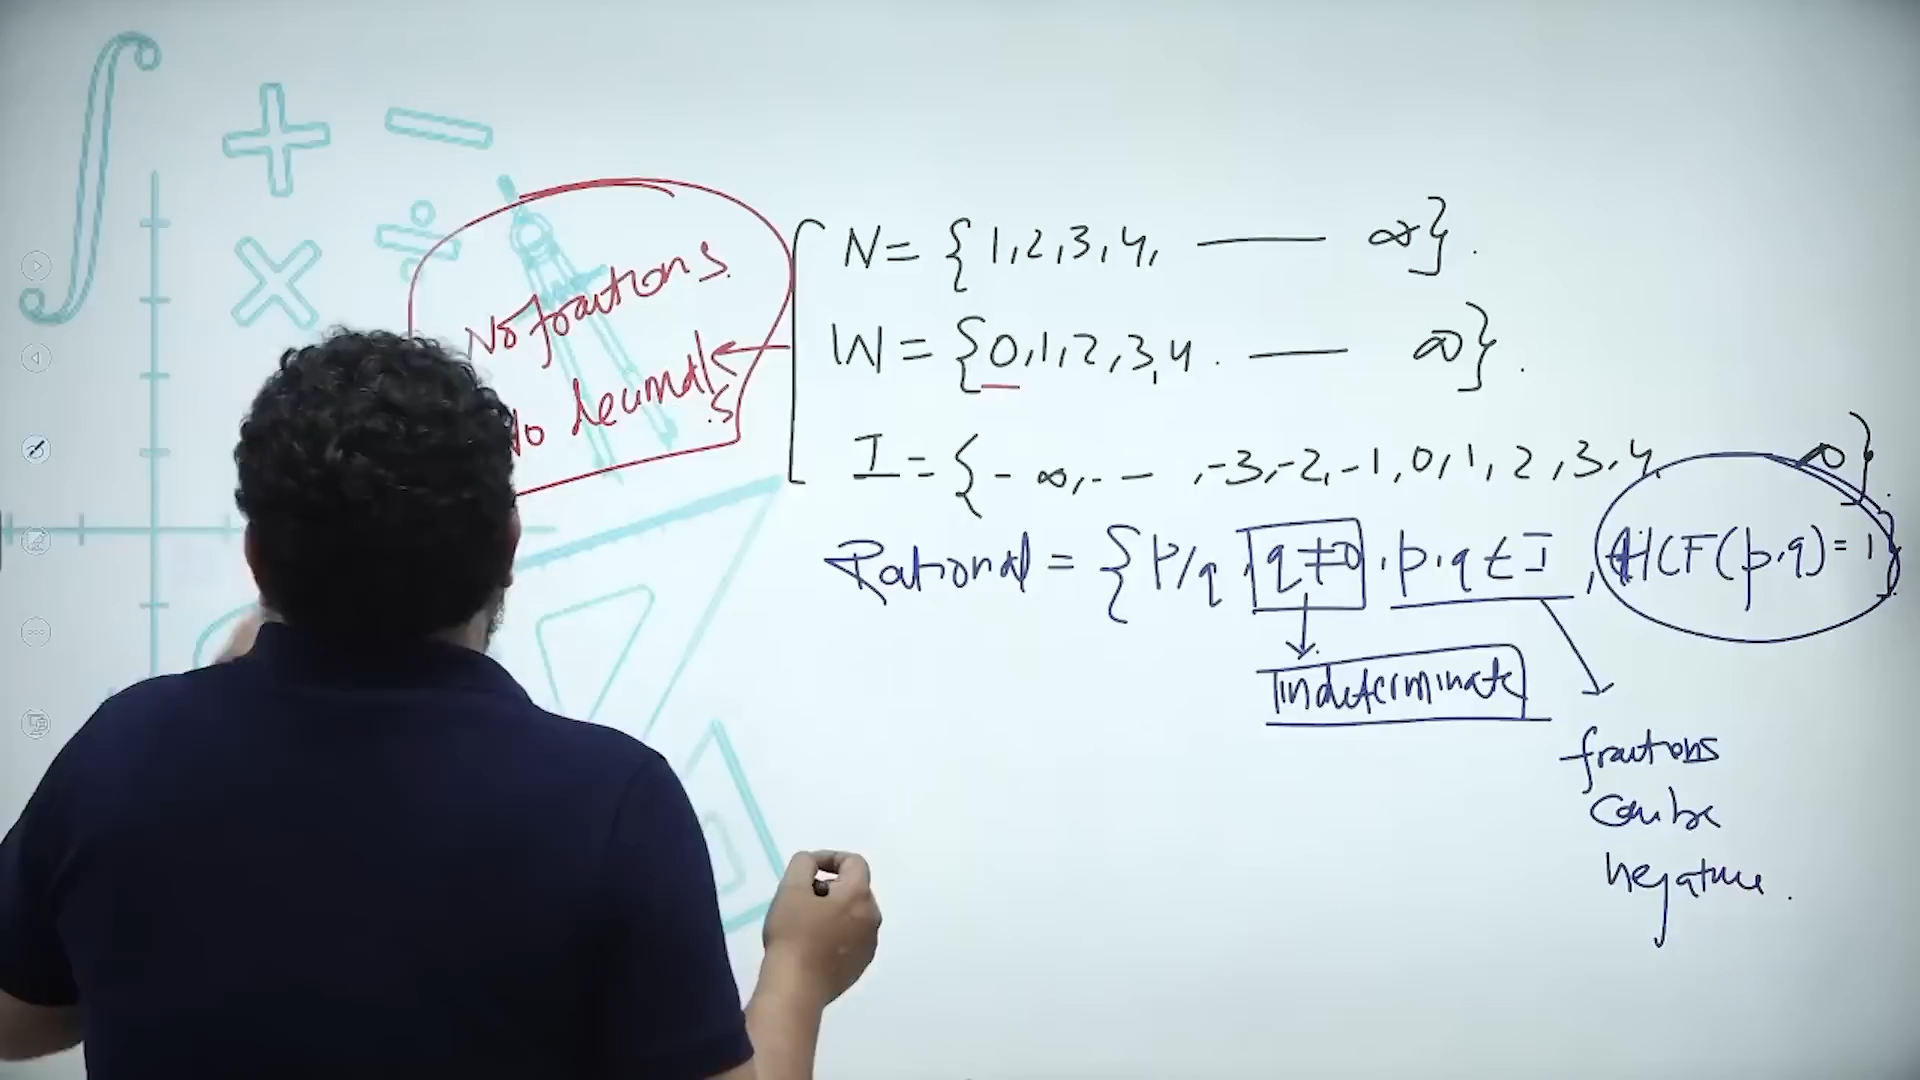 No fractions
No decimals
N = {1, 2, 3, 4, —— ∞}.
W = {0, 1, 2, 3, 4 . —— ∞}.
I = {- ∞, - — , -3, -2, -1, 0, 1, 2, 3, 4, ∞}.
Rational = {P/q , q≠0 , p, q ∈ I , HCF(p, q) = 1}
Indeterminate
fractions
can be
negative.